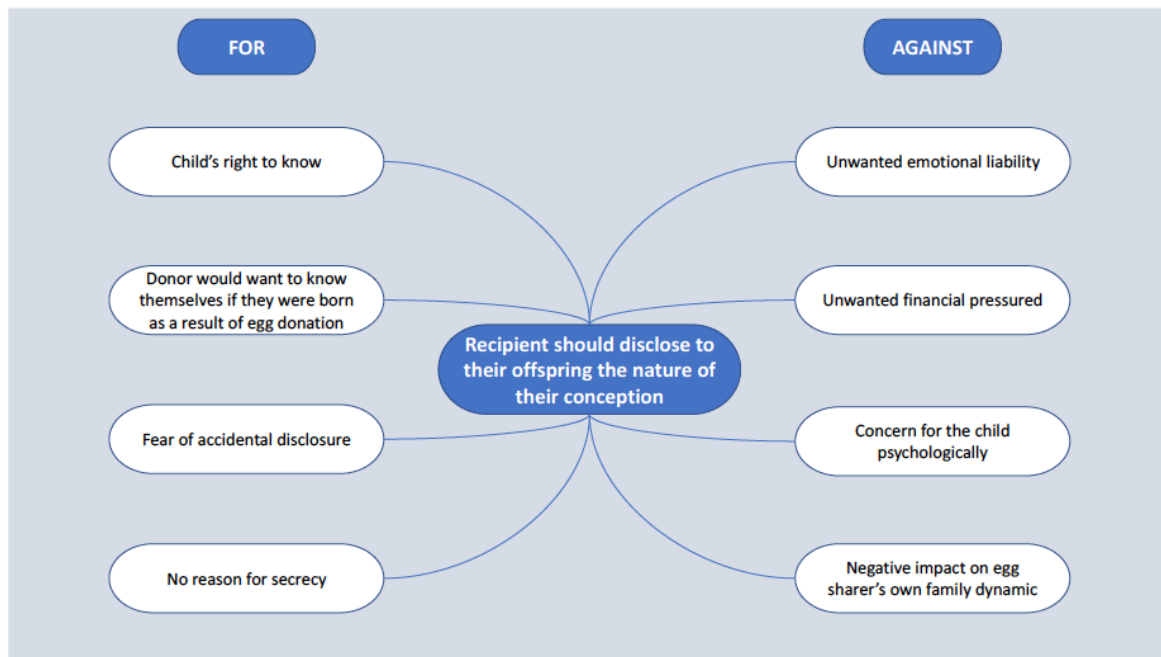 FOR
AGAINST
Child’s right to know
Unwanted emotional liability
Donor would want to know
themselves if they were born
as a result of egg donation
Unwanted financial pressured
Recipient should disclose to
their offspring the nature of
their conception
Fear of accidental disclosure
Concern for the child
psychologically
No reason for secrecy
Negative impact on egg
sharer’s own family dynamic